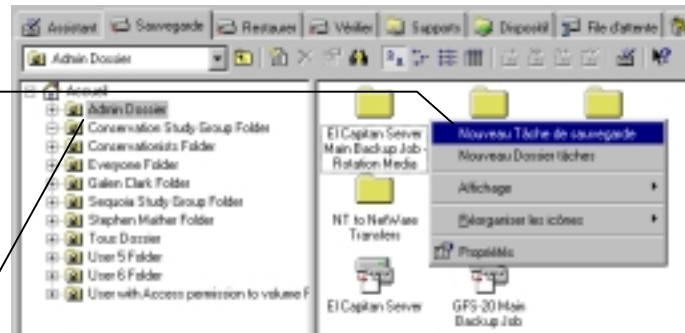 Assistant Sauvegarde Restaurer Vérifier Supports Dispositif File d'attente
Admin Dossier
Accueil
Admin Dossier
Conservation Study Group Folder
Conservationists Folder
Everyone Folder
Galen Clark Folder
Sequoia Study Group Folder
Stephen Mather Folder
Tous Dossier
User 5 Folder
User 6 Folder
User with Access permission to volume F
El Capitan Server
Main Backup Job -
Rotation Media
NT to NetWare
Transfers
El Capitan Server
GFS-20 Main
Backup Job
Nouveau Tâche de sauvegarde
Nouveau Dossier tâches
Affichage
Réorganiser les icônes
Propriétés